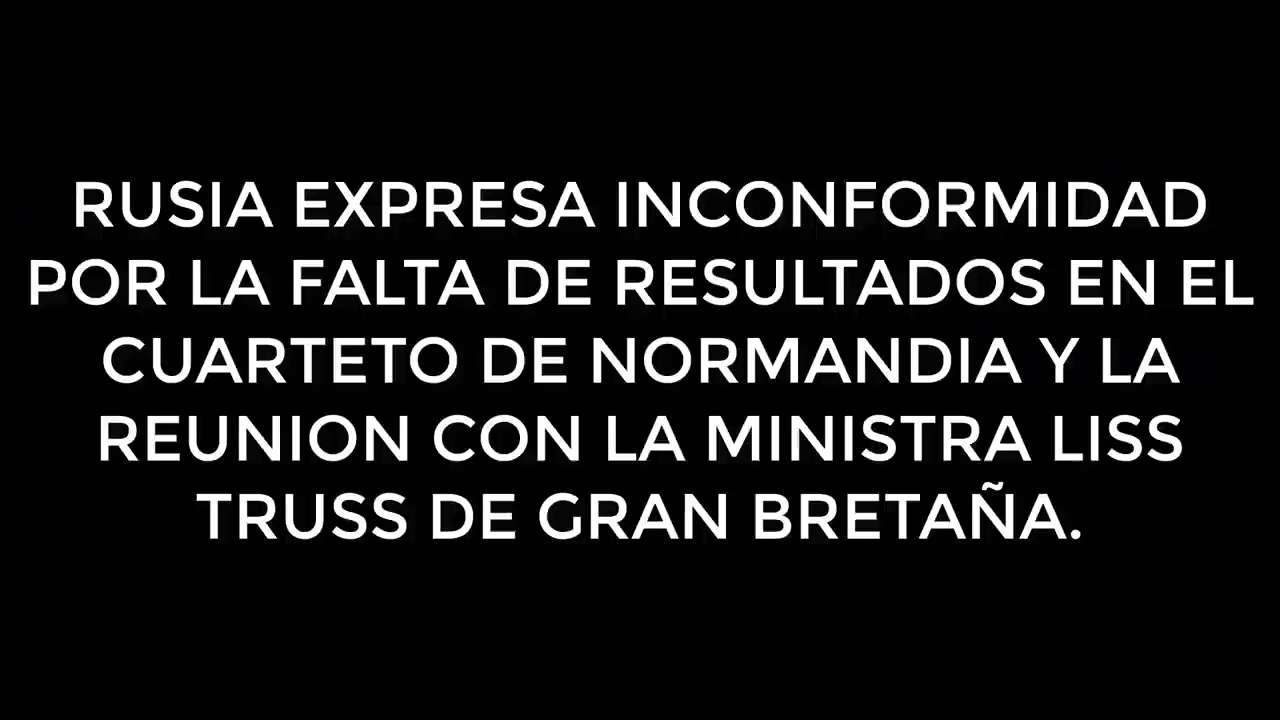 RUSIA EXPRESA INCONFORMIDAD
POR LA FALTA DE RESULTADOS EN EL
CUARTETO DE NORMANDIA Y LA
REUNION CON LA MINISTRA LISS
TRUSS DE GRAN BRETAÑA.